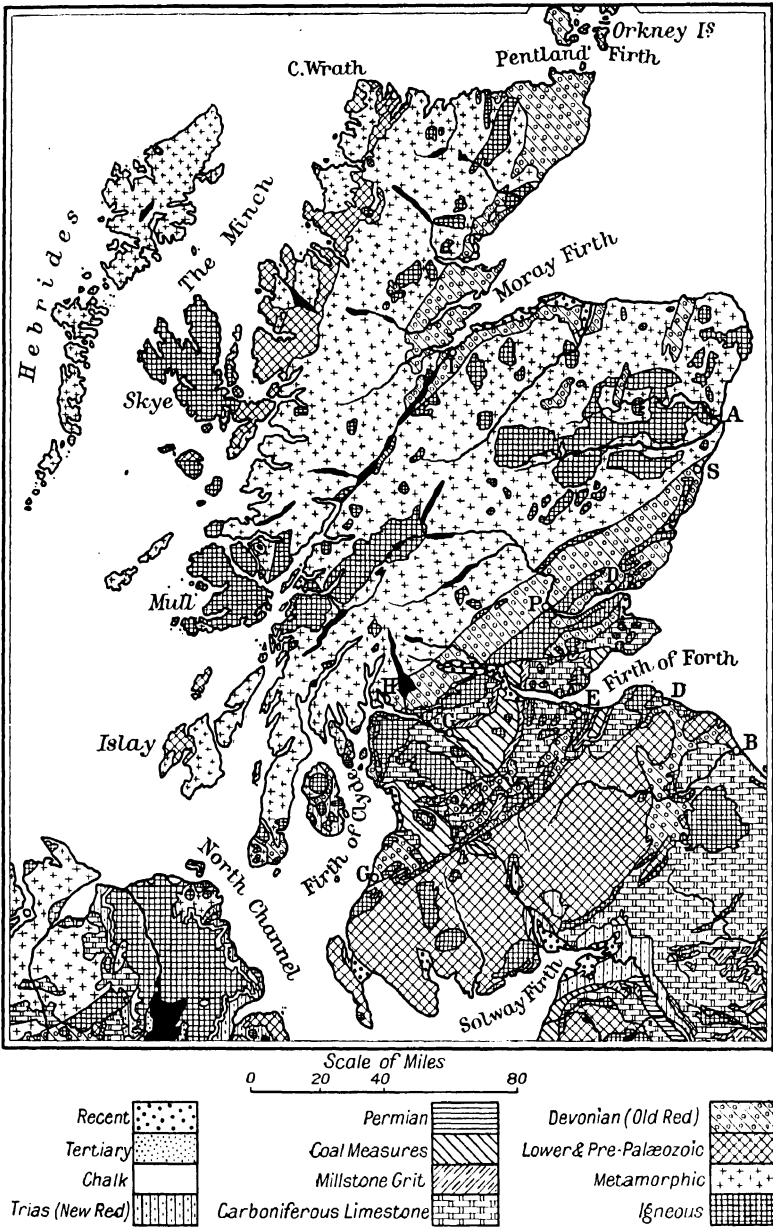 Orkney Is
Pentland Firth
C. Wrath
Hebrides
The Minch
Moray Firth
Skye
A
S
D
Mull
P
Firth of Forth
H
E
D
G
B
Islay
Firth of Clyde
North Channel
G
Solway Firth
Scale of Miles
0 20 40 80
Recent
Tertiary
Chalk
Trias (New Red)
Permian
Coal Measures
Millstone Grit
Carboniferous Limestone
Devonian (Old Red)
Lower & Pre-Palæozoic
Metamorphic
Igneous